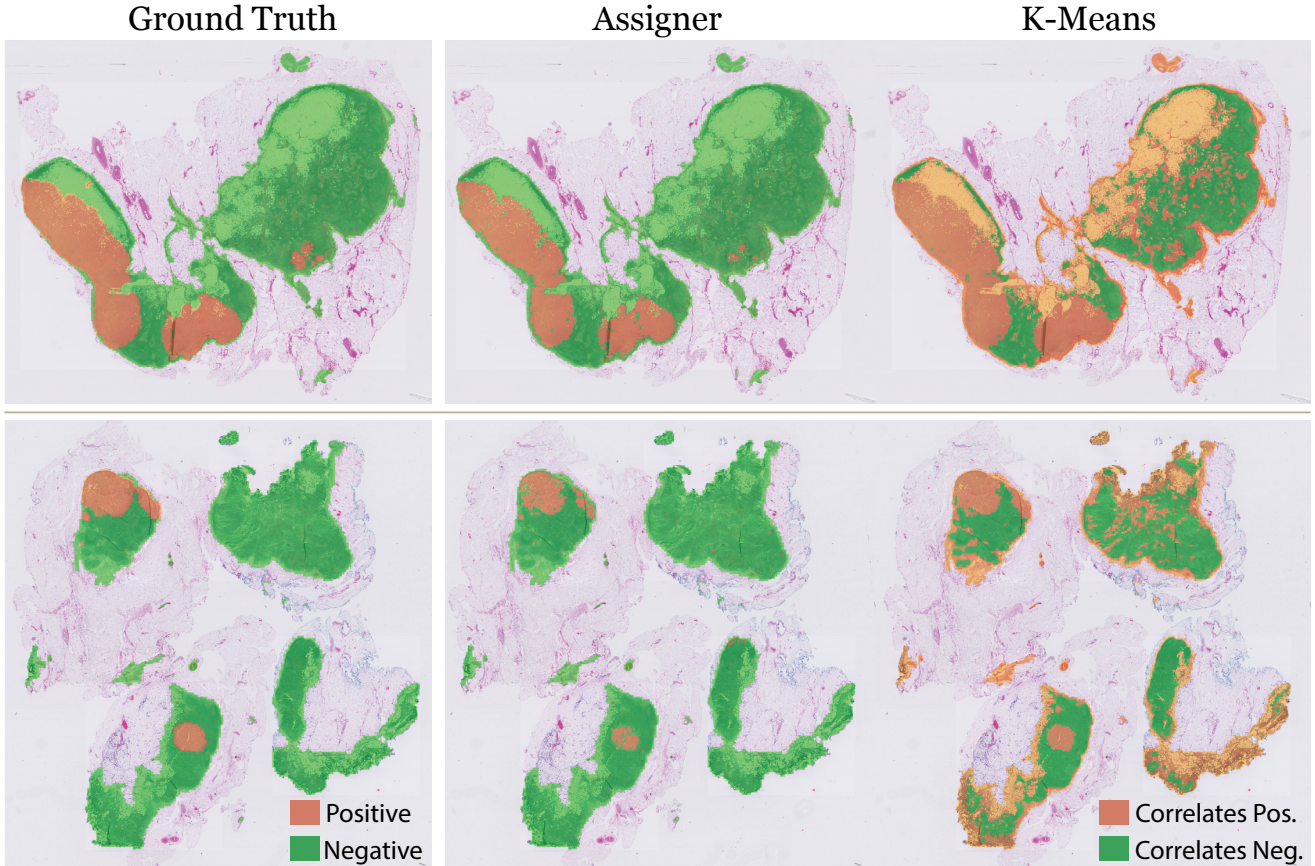 Ground Truth
Assigner
K-Means
Positive
Negative
Correlates Pos.
Correlates Neg.